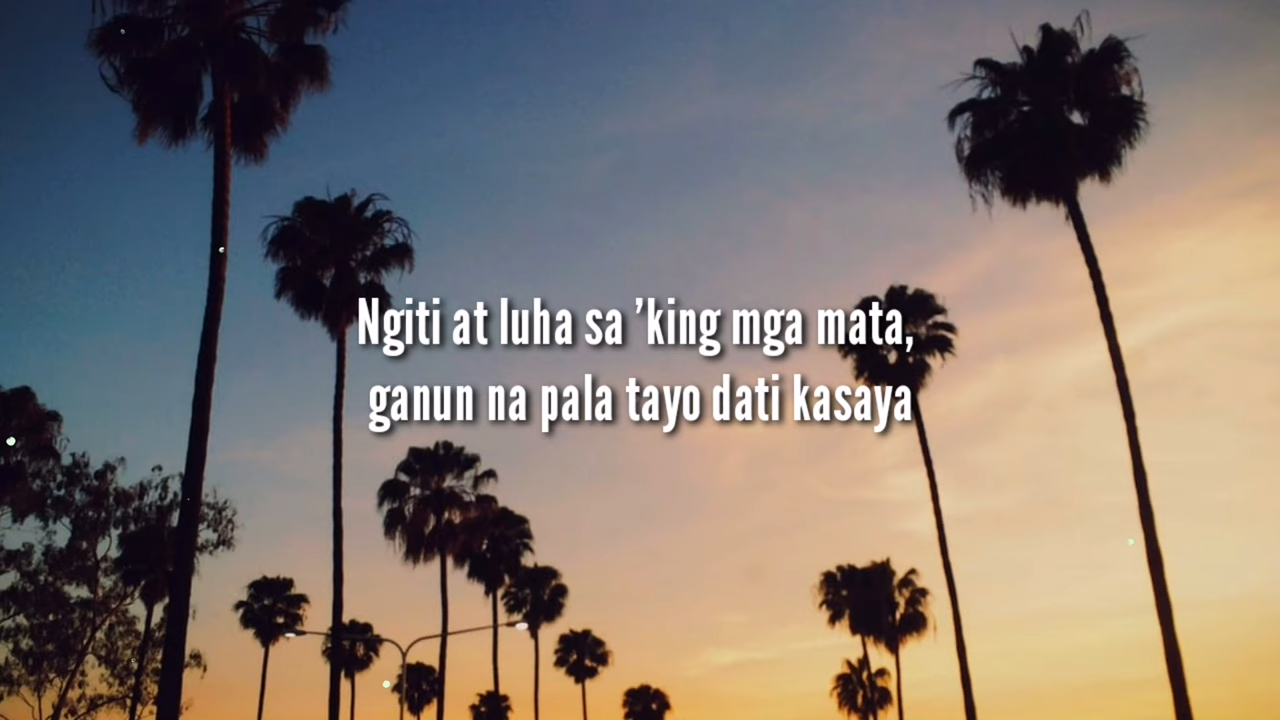 Ngiti at luha sa ’king mga mata,
ganun na pala tayo dati kasaya